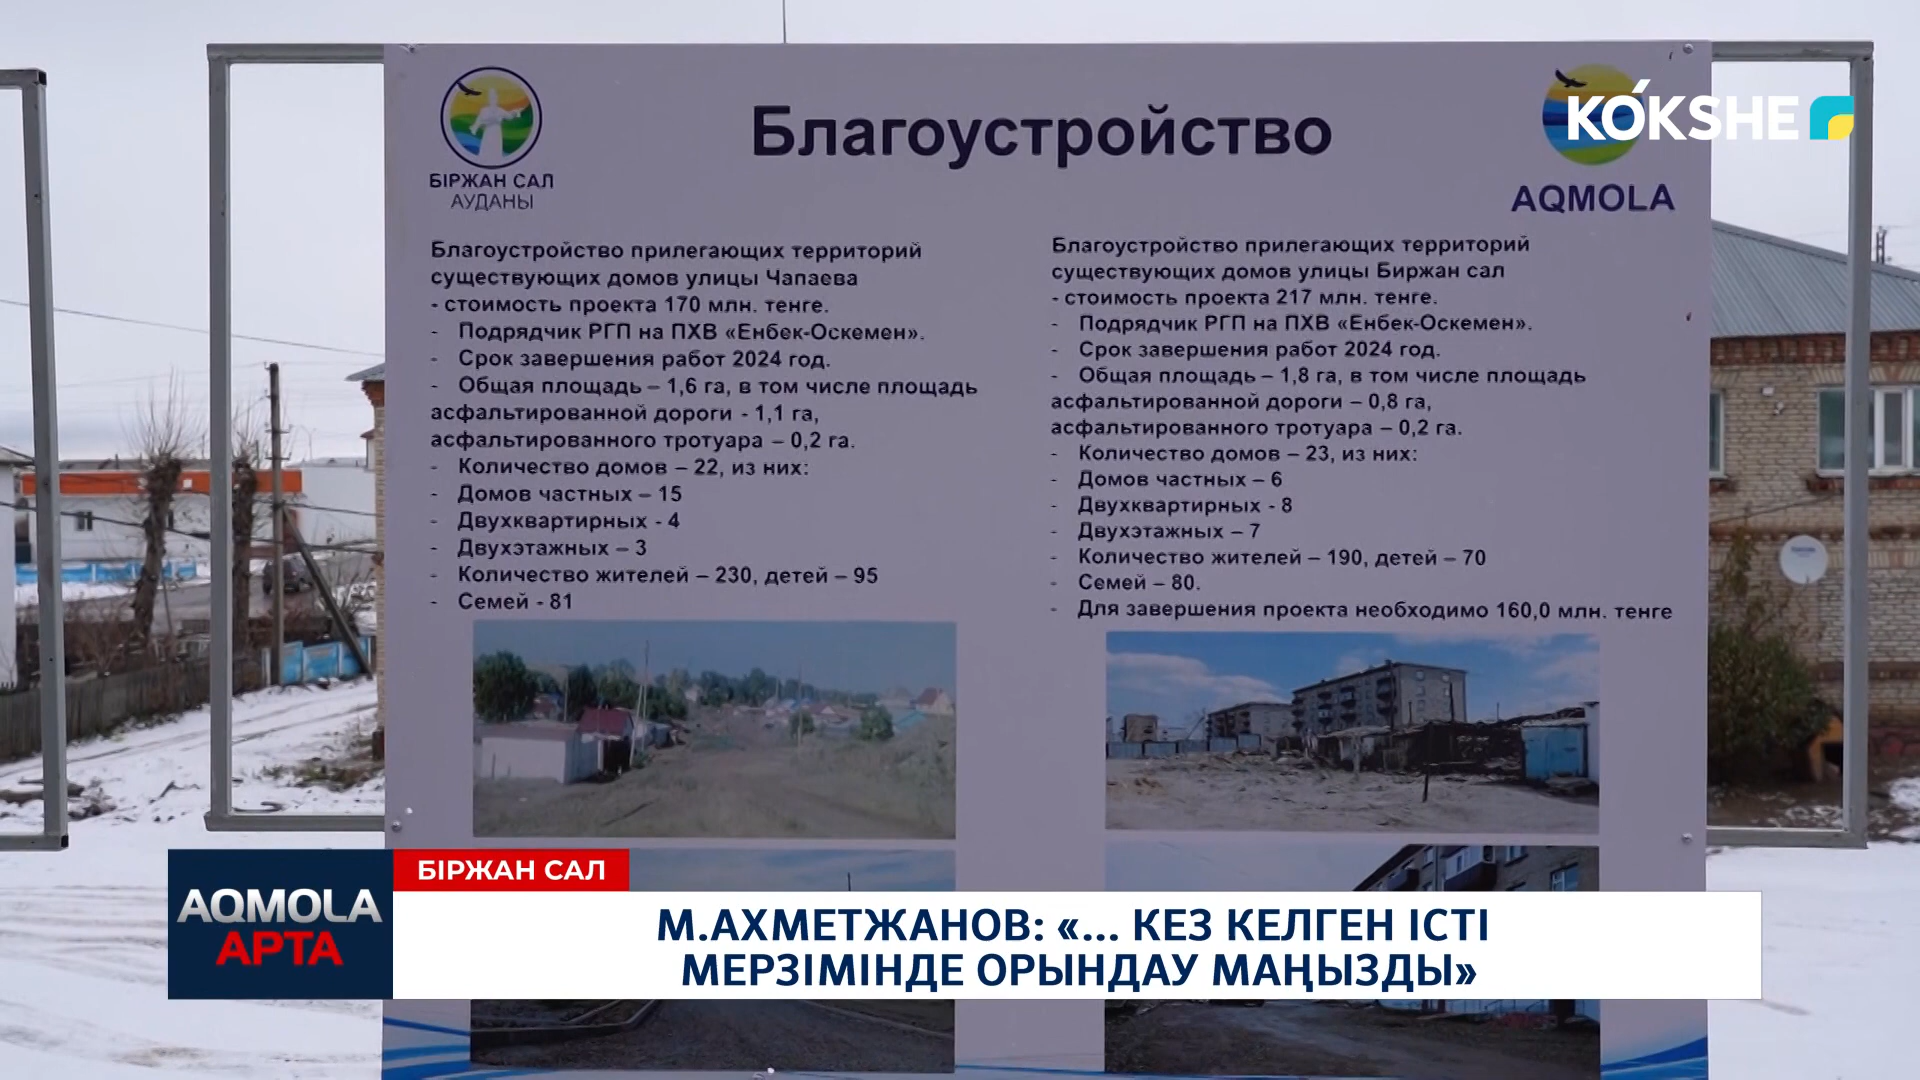 БІРЖАН САЛ
АУДАНЫ
Благоустройство
KÓKSHE
AQMOLA
Благоустройство прилегающих территорий
существующих домов улицы Чапаева
- стоимость проекта 170 млн. тенге.
- Подрядчик РГП на ПХВ «Енбек-Оскемен».
- Срок завершения работ 2024 год.
- Общая площадь – 1,6 га, в том числе площадь
асфальтированной дороги - 1,1 га,
асфальтированного тротуара – 0,2 га.
- Количество домов – 22, из них:
- Домов частных – 15
- Двухквартирных - 4
- Двухэтажных – 3
- Количество жителей – 230, детей – 95
- Семей - 81
Благоустройство прилегающих территорий
существующих домов улицы Биржан сал
- стоимость проекта 217 млн. тенге.
- Подрядчик РГП на ПХВ «Енбек-Оскемен».
- Срок завершения работ 2024 год.
- Общая площадь – 1,8 га, в том числе площадь
асфальтированной дороги – 0,8 га,
асфальтированного тротуара – 0,2 га.
- Количество домов – 23, из них:
- Домов частных – 6
- Двухквартирных - 8
- Двухэтажных – 7
- Количество жителей – 190, детей – 70
- Семей – 80.
- Для завершения проекта необходимо 160,0 млн. тенге
БІРЖАН САЛ
AQMOLA
АРТА
М.АХМЕТЖАНОВ: «... КЕЗ КЕЛГЕН ІСТІ
МЕРЗІМІНДЕ ОРЫНДАУ МАҢЫЗДЫ»